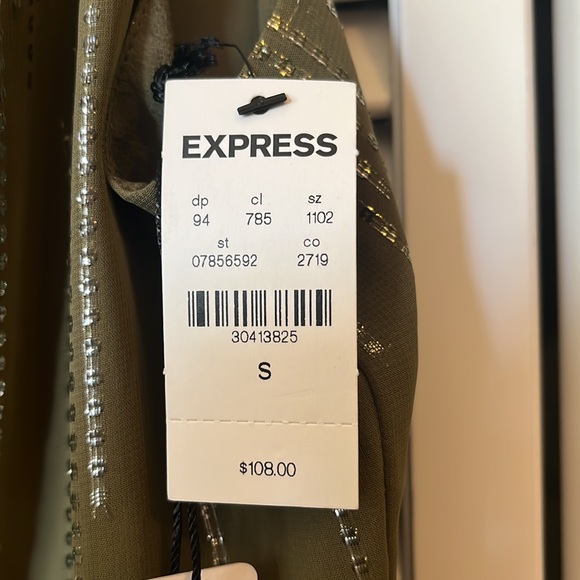 EXPRESS
dp cl sz
94 785 1102
st co
07856592 2719
30413825
S
$108.00